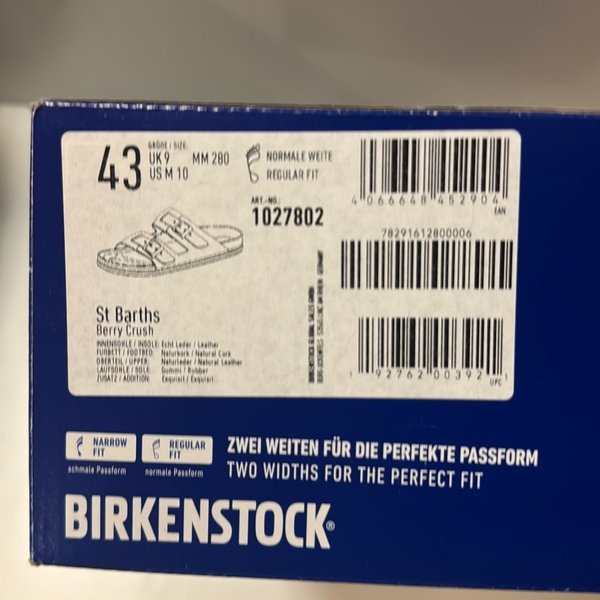 43
GRÖßE / SIZE
UK 9 MM 280
US M 10
NORMALE WEITE
REGULAR FIT
ART.-NO.
1027802
4 066648 452904
EAN
78291612800006
1 92762 00392 1
UPC
St Barths
Berry Crush
INNENSOHLE / INSOLE: Echt Leder / Leather
FUßBETT / FOOTBED: Naturkork / Natural Cork
OBERTEIL / UPPER: Naturleder / Natural Leather
LAUFSOHLE / SOLE: Gummi / Rubber
ZUSATZ / ADDITION: Exquisit / Exquisit
NARROW FIT
schmale Passform
REGULAR FIT
normale Passform
ZWEI WEITEN FÜR DIE PERFEKTE PASSFORM
TWO WIDTHS FOR THE PERFECT FIT
BIRKENSTOCK®